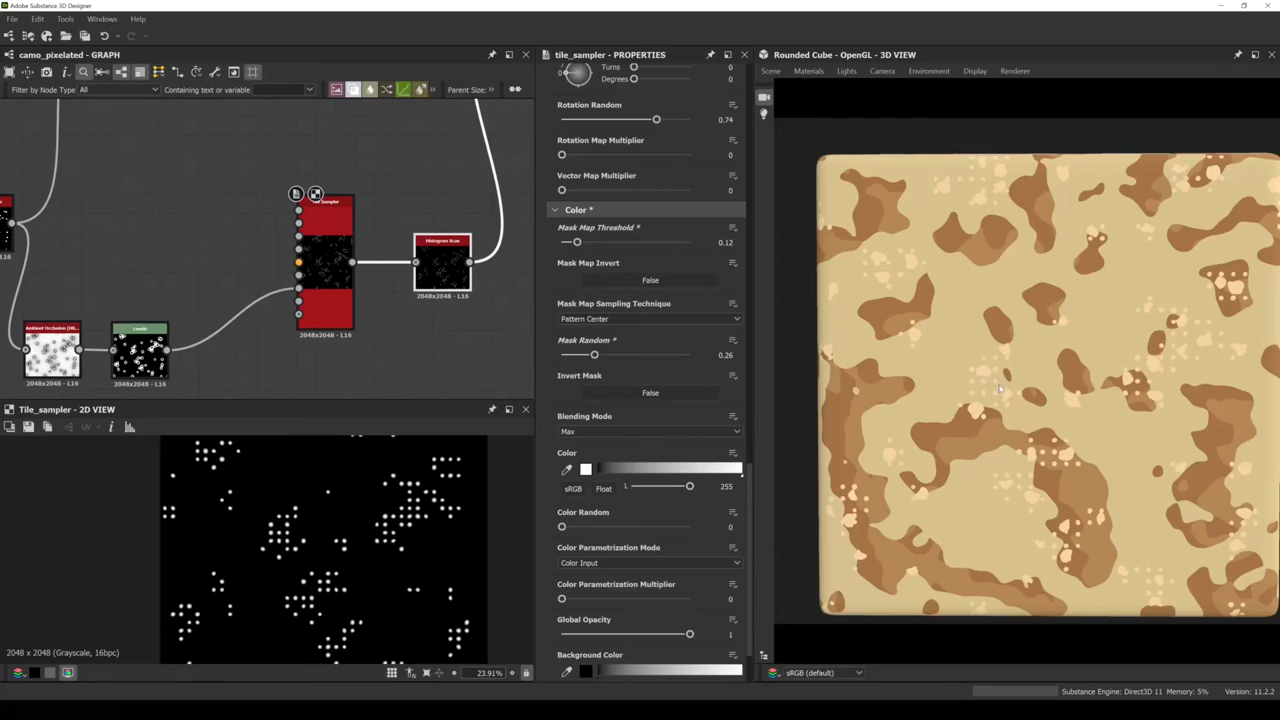 Adobe Substance 3D Designer
File Edit Tools Windows Help
camo_pixelated - GRAPH
Filter by Node Type All Containing text or variable Parent Size:
Histogram Scan
2048x2048 - L16
Ambient Occlusion
Levels
2048x2048 - L16
2048x2048 - L16
2048x2048 - L16
Tile_sampler - 2D VIEW
UV
2048 x 2048 (Grayscale, 16bpc)
23.91%
tile_sampler - PROPERTIES
Turns 0
Degrees 0
Rotation Random
0.74
Rotation Map Multiplier
0
Vector Map Multiplier
0
Color *
Mask Map Threshold *
0.12
Mask Map Invert
False
Mask Map Sampling Technique
Pattern Center
Mask Random *
0.26
Invert Mask
False
Blending Mode
Max
Color
sRGB Float L 255
Color Random
0
Color Parametrization Mode
Color Input
Color Parametrization Multiplier
0
Global Opacity
1
Background Color
Rounded Cube - OpenGL - 3D VIEW
Scene Materials Lights Camera Environment Display Renderer
sRGB (default)
Substance Engine: Direct3D 11 Memory: 5% Version: 11.2.2